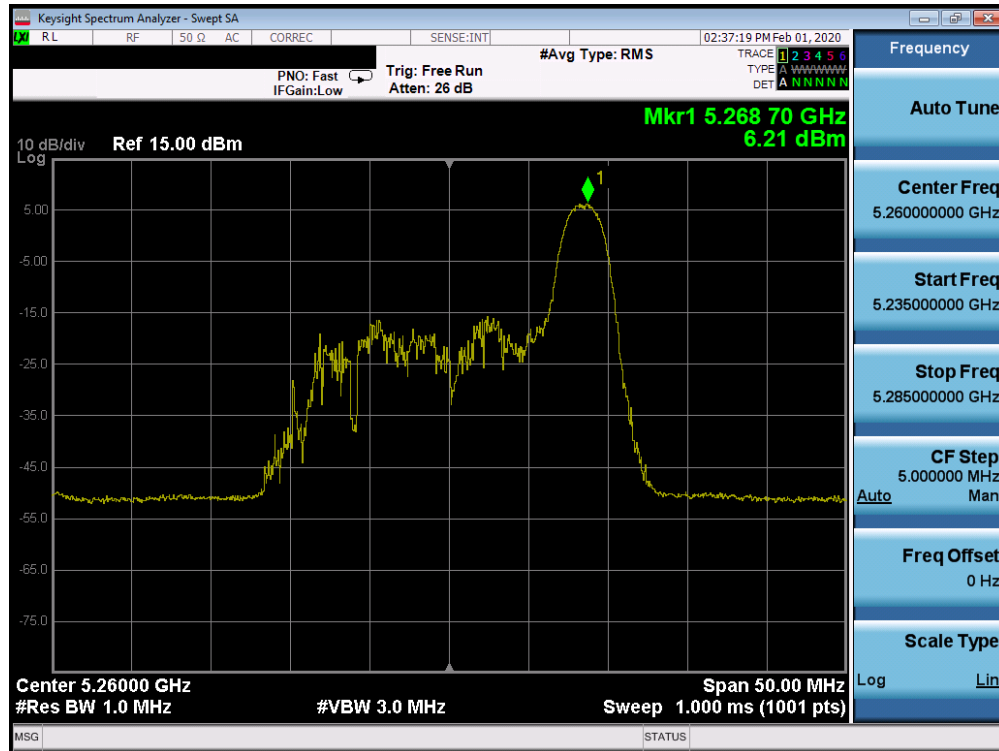 Keysight Spectrum Analyzer - Swept SA
LXI RL RF 50 Ω AC CORREC SENSE:INT 02:37:19 PM Feb 01, 2020
PNO: Fast
IFGain:Low
Trig: Free Run
Atten: 26 dB
#Avg Type: RMS
TRACE 1 2 3 4 5 6
TYPE A WWWWW
DET A N N N N N
Mkr1 5.268 70 GHz
6.21 dBm
10 dB/div Ref 15.00 dBm
Log
1
5.00
-5.00
-15.0
-25.0
-35.0
-45.0
-55.0
-65.0
-75.0
Center 5.26000 GHz Span 50.00 MHz
#Res BW 1.0 MHz #VBW 3.0 MHz Sweep 1.000 ms (1001 pts)
MSG STATUS
Frequency
Auto Tune
Center Freq
5.260000000 GHz
Start Freq
5.235000000 GHz
Stop Freq
5.285000000 GHz
CF Step
5.000000 MHz
Auto Man
Freq Offset
0 Hz
Scale Type
Log Lin